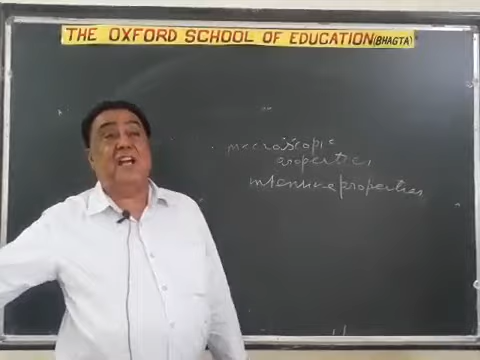 THE OXFORD SCHOOL OF EDUCATION (BHAGTA)
macroscopic
properties
intensive properties